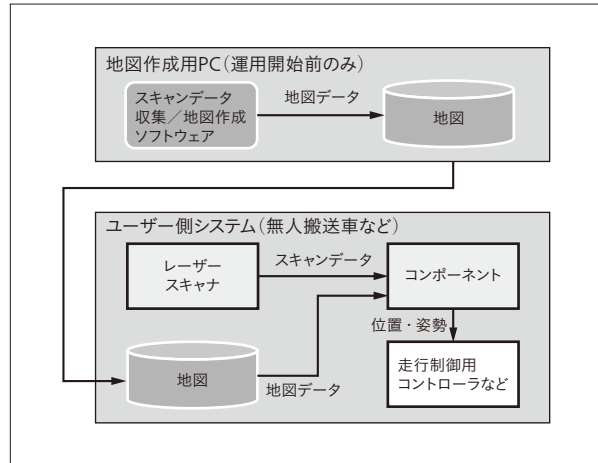 地図作成用PC（運用開始前のみ）
スキャンデータ
収集／地図作成
ソフトウェア
地図データ
地図
ユーザー側システム（無人搬送車など）
レーザー
スキャナ
スキャンデータ
コンポーネント
位置・姿勢
地図
地図データ
走行制御用
コントローラなど